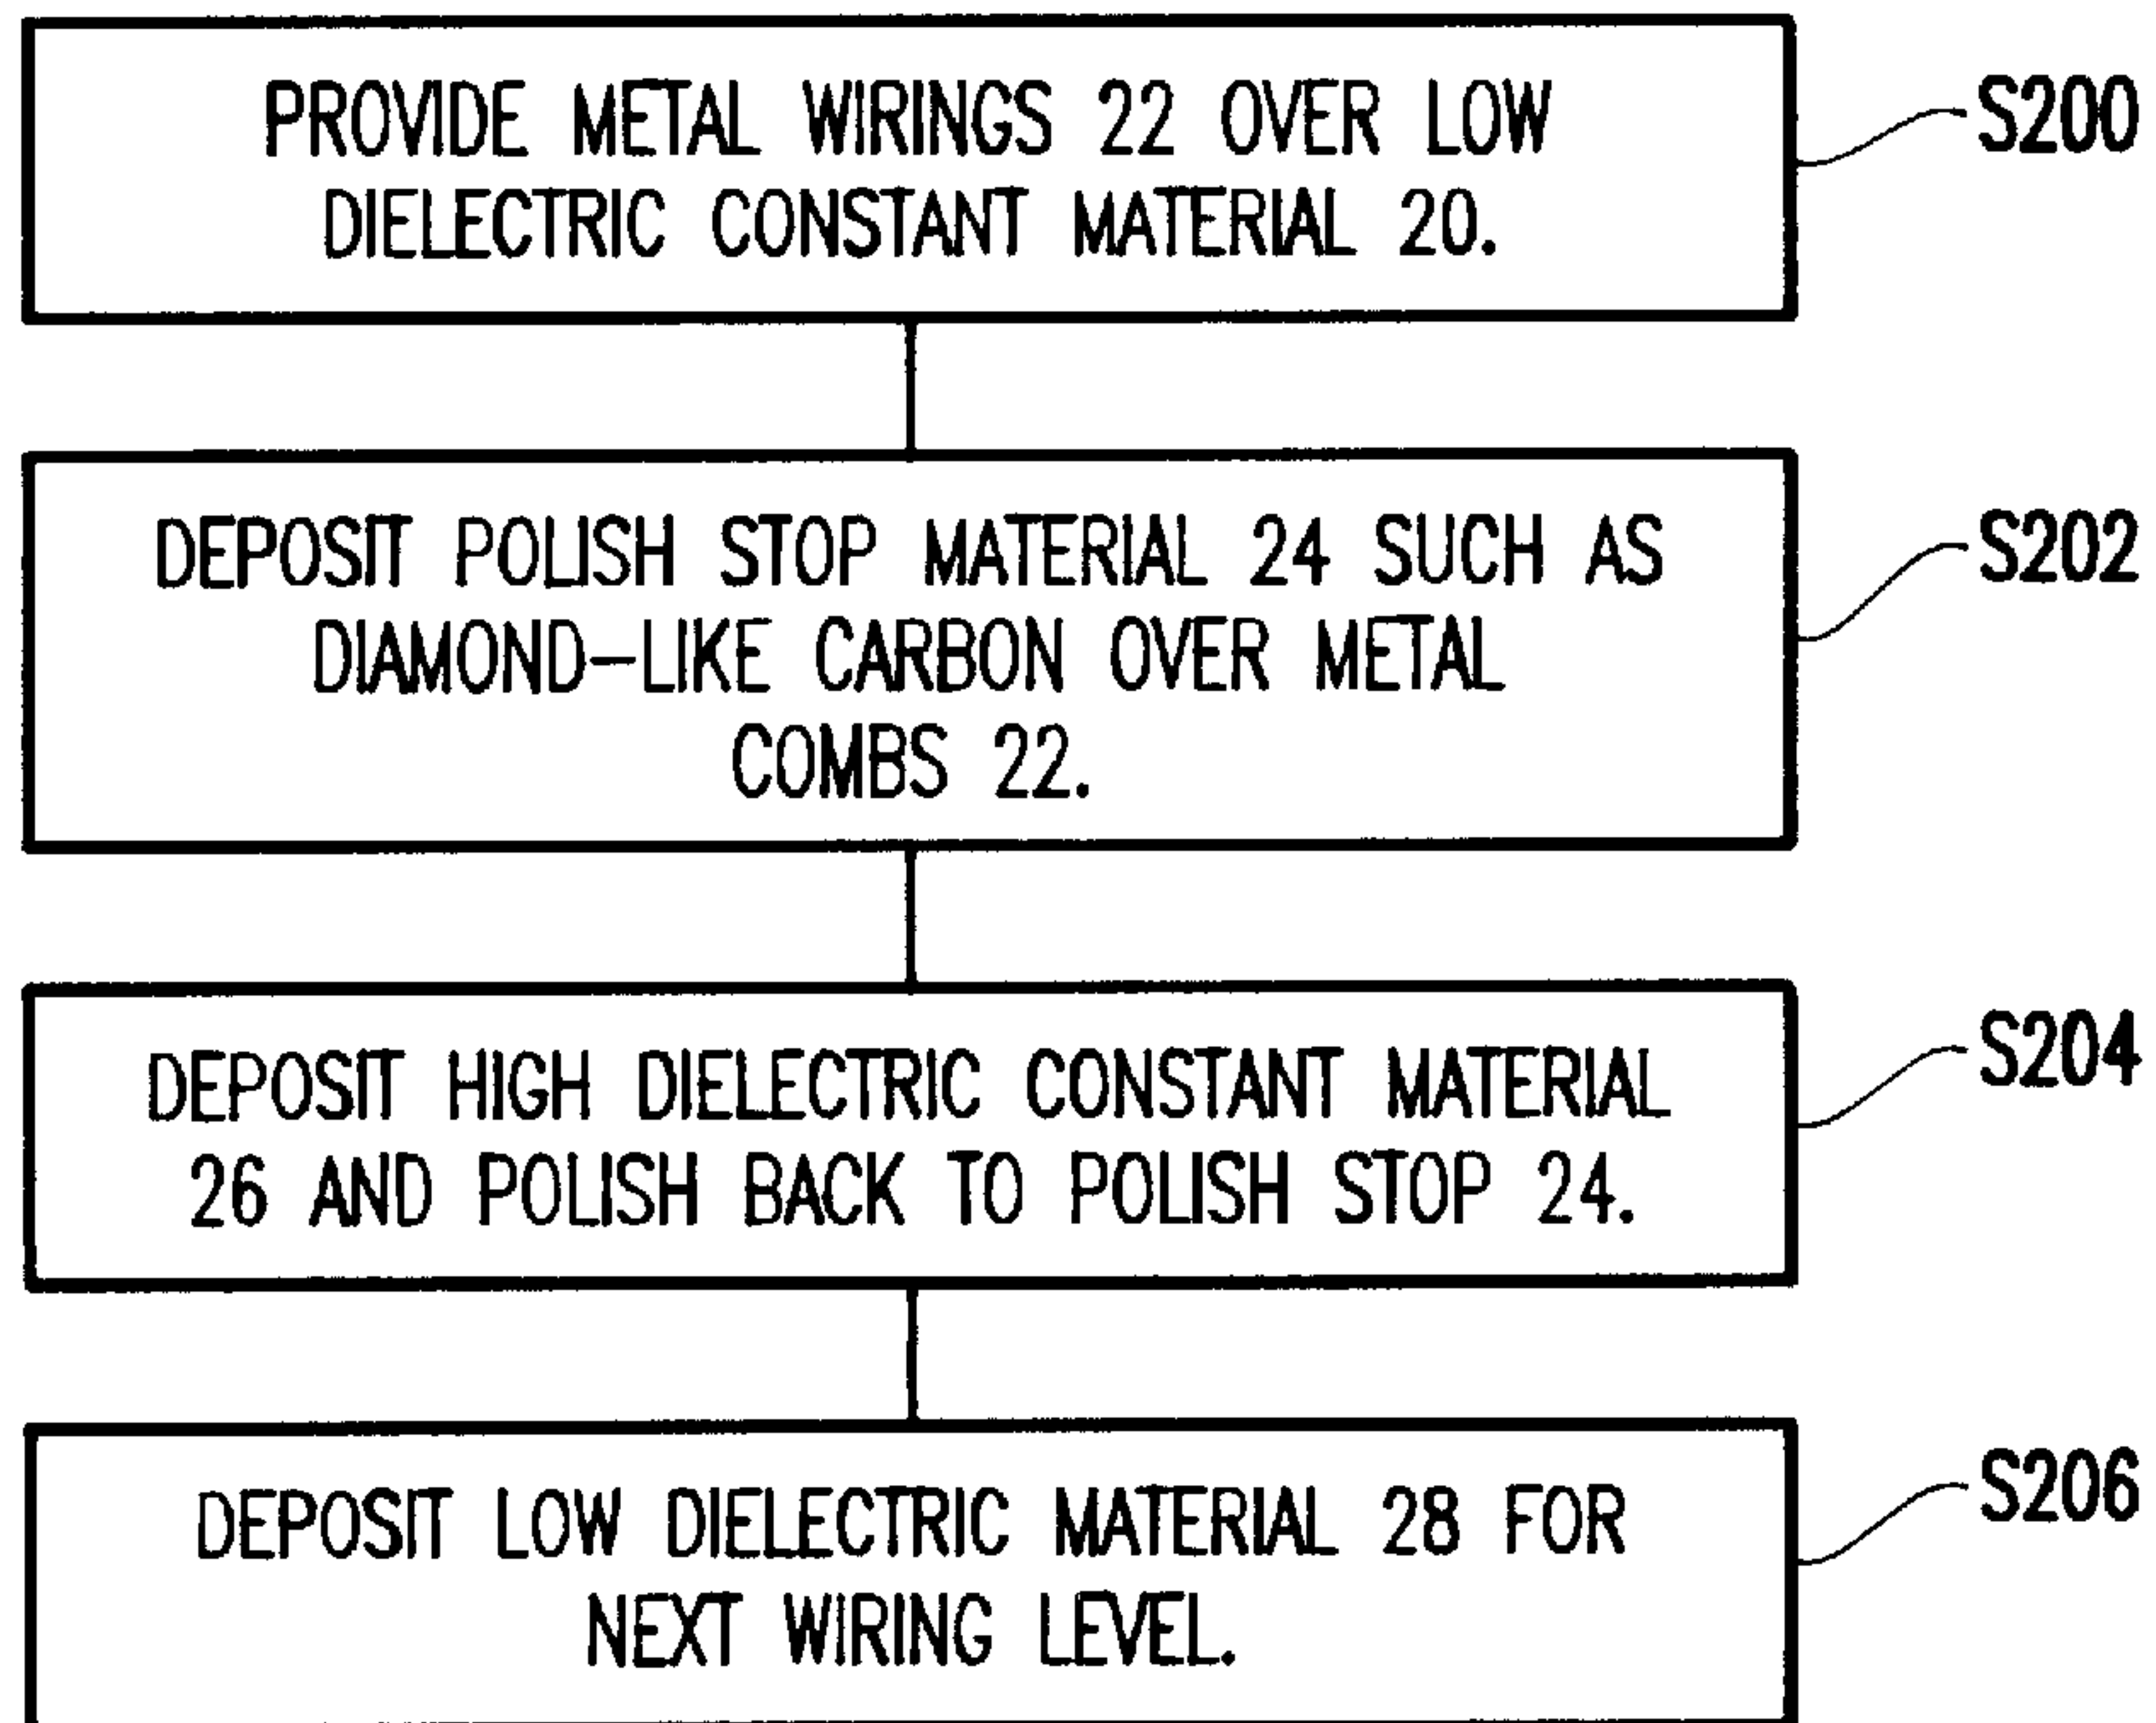 PROVIDE METAL WIRINGS 22 OVER LOW
DIELECTRIC CONSTANT MATERIAL 20.
S200
DEPOSIT POLISH STOP MATERIAL 24 SUCH AS
DIAMOND-LIKE CARBON OVER METAL
COMBS 22.
S202
DEPOSIT HIGH DIELECTRIC CONSTANT MATERIAL
26 AND POLISH BACK TO POLISH STOP 24.
S204
DEPOSIT LOW DIELECTRIC MATERIAL 28 FOR
NEXT WIRING LEVEL.
S206